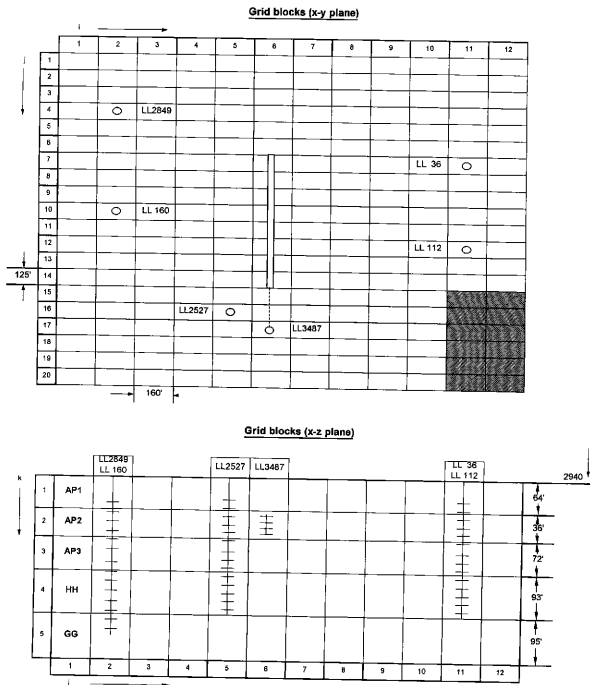 Grid blocks (x-y plane)
i
1 2 3 4 5 6 7 8 9 10 11 12
j
1
2
3
4 LL2849
5
6
7 LL 36
8
9
10 LL 160
11
12 LL 112
13
125' 14
15
16 LL2527
17 LL3487
18
19
20
160'
Grid blocks (x-z plane)
LL2849 LL2527 LL3487 LL 36
LL 160 LL 112
k 2940
1 AP1 64'
2 AP2 36'
3 AP3 72'
4 HH 93'
5 GG 95'
1 2 3 4 5 6 7 8 9 10 11 12